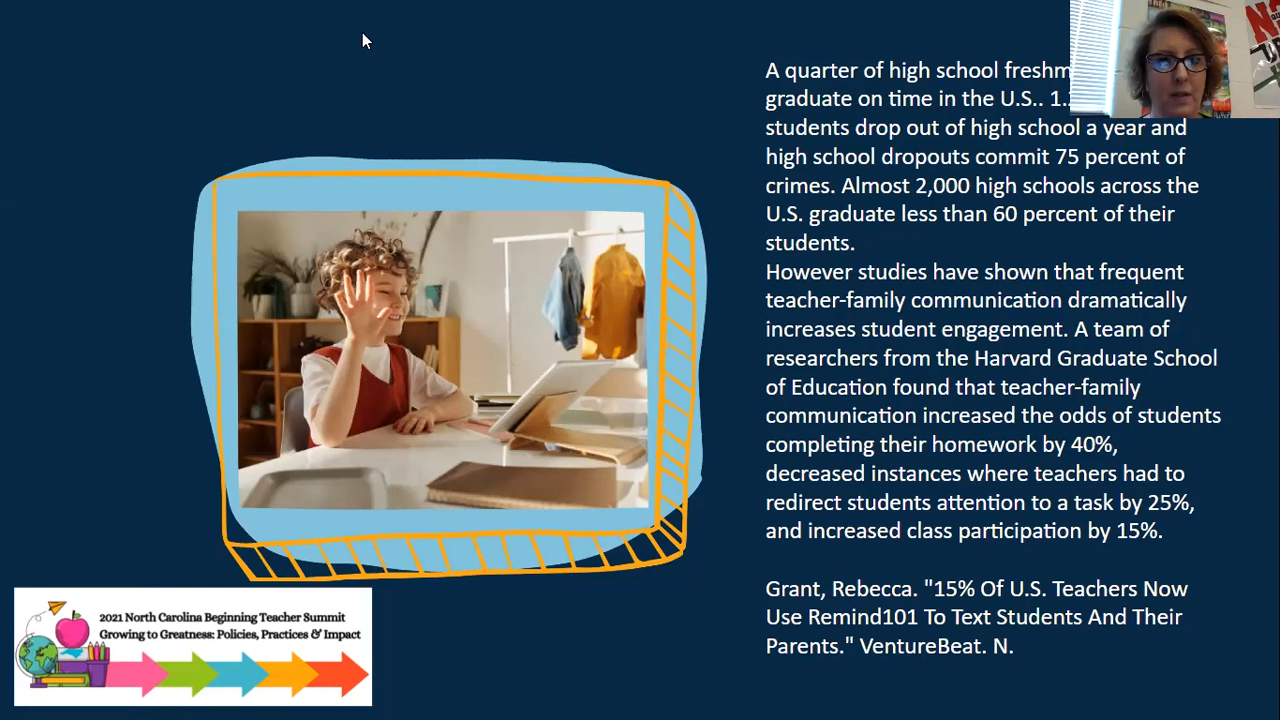 A quarter of high school freshm
graduate on time in the U.S.. 1.
students drop out of high school a year and
high school dropouts commit 75 percent of
crimes. Almost 2,000 high schools across the
U.S. graduate less than 60 percent of their
students.
However studies have shown that frequent
teacher-family communication dramatically
increases student engagement. A team of
researchers from the Harvard Graduate School
of Education found that teacher-family
communication increased the odds of students
completing their homework by 40%,
decreased instances where teachers had to
redirect students attention to a task by 25%,
and increased class participation by 15%.
Grant, Rebecca. "15% Of U.S. Teachers Now
Use Remind101 To Text Students And Their
Parents." VentureBeat. N.
2021 North Carolina Beginning Teacher Summit
Growing to Greatness: Policies, Practices & Impact